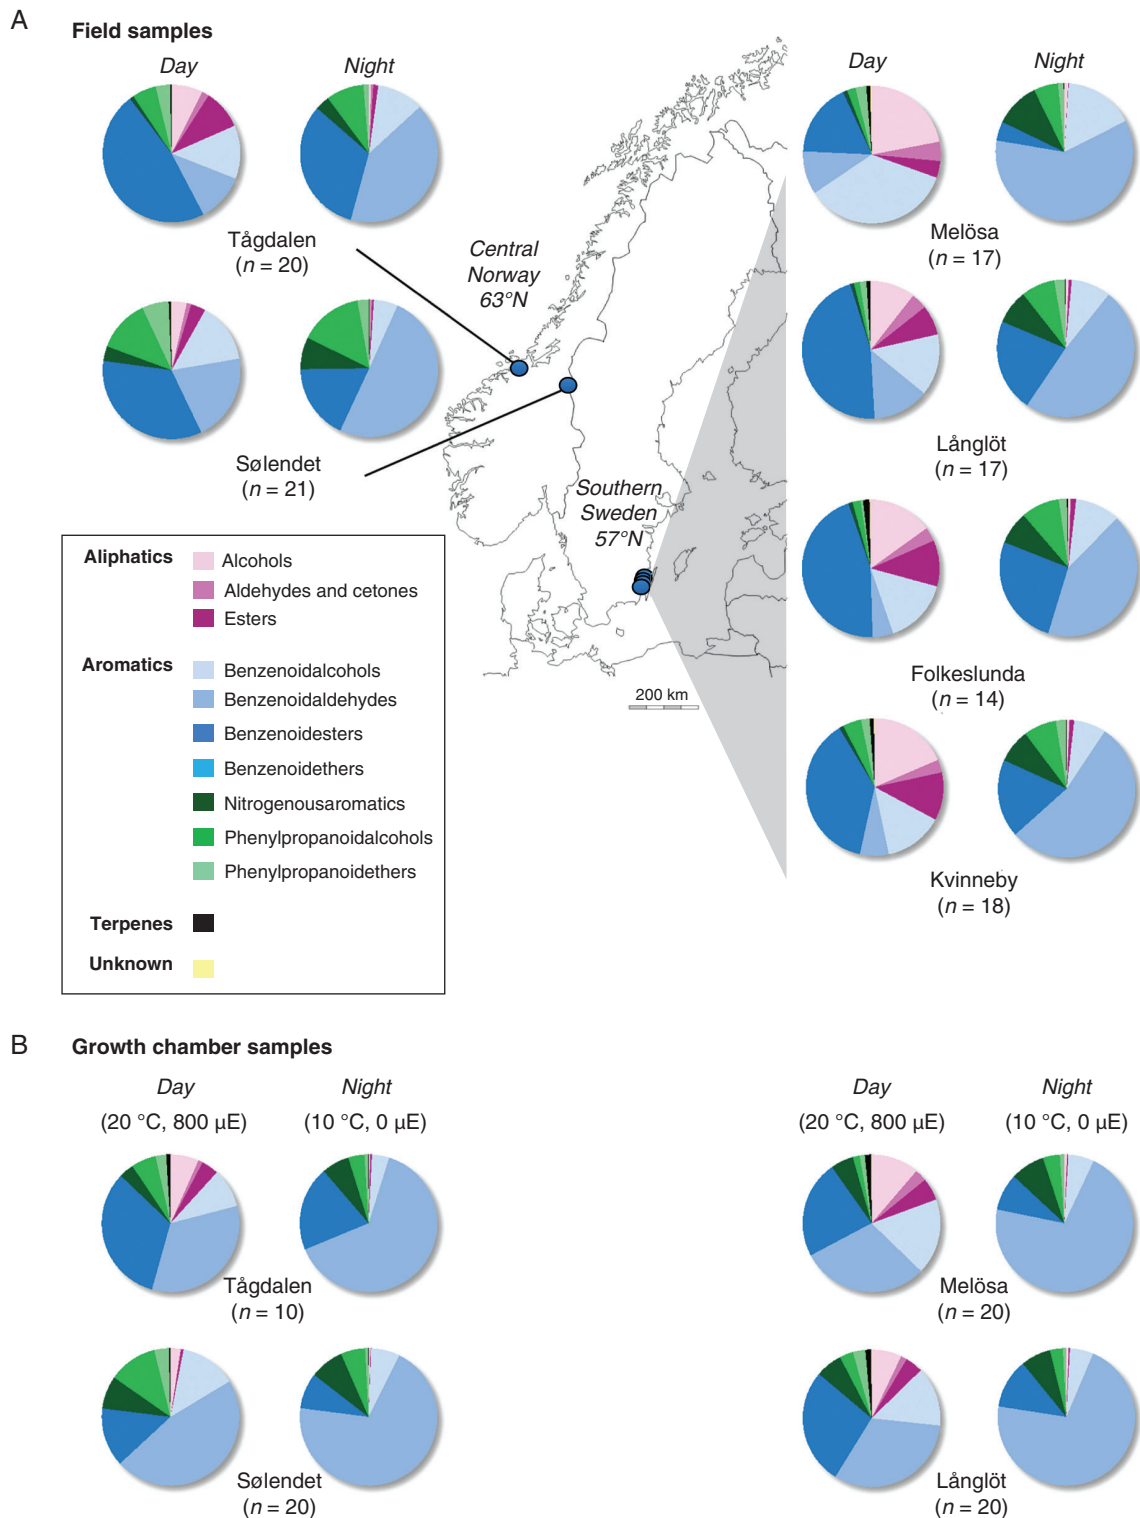 A
Field samples
Day
Night
Day
Night
Tågdalen
(n = 20)
Central
Norway
63°N
Melösa
(n = 17)
Sølendet
(n = 21)
Långlöt
(n = 17)
Southern
Sweden
57°N
200 km
Folkeslunda
(n = 14)
Kvinneby
(n = 18)
Aliphatics
Alcohols
Aldehydes and cetones
Esters
Aromatics
Benzenoidalcohols
Benzenoidaldehydes
Benzenoidesters
Benzenoidethers
Nitrogenousaromatics
Phenylpropanoidalcohols
Phenylpropanoidethers
Terpenes
Unknown
B
Growth chamber samples
Day
Night
Day
Night
(20 °C, 800 µE)
(10 °C, 0 µE)
(20 °C, 800 µE)
(10 °C, 0 µE)
Tågdalen
(n = 10)
Melösa
(n = 20)
Sølendet
(n = 20)
Långlöt
(n = 20)